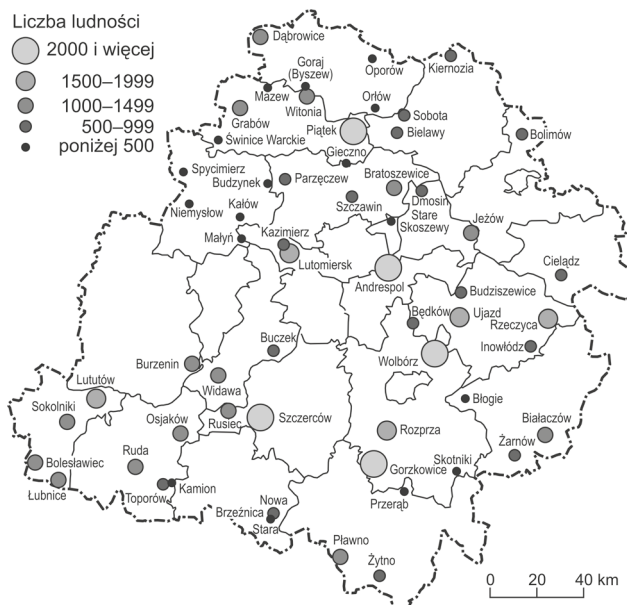 Liczba ludności
2000 i więcej
1500–1999
1000–1499
500–999
poniżej 500
Dąbrowice
Goraj
(Byszew)
Oporów
Kiernozia
Mazew
Witonia
Orłów
Grabów
Piątek
Sobota
Bielawy
Bolimów
Świnice Warckie
Gieczno
Spycimierz
Budzynek
Parzęczew
Bratoszewice
Niemysłow
Kałów
Szczawin
Dmosin
Stare
Skoszewy
Jeżów
Małyń
Kazimierz
Lutomiersk
Andrespol
Cielądz
Budziszewice
Będków
Ujazd
Rzeczyca
Buczek
Inowłódz
Burzenin
Wolbórz
Widawa
Lututów
Błogie
Sokolniki
Osjaków
Rusiec
Szczerców
Rozprza
Białaczów
Żarnów
Bolesławiec
Ruda
Gorzkowice
Skotniki
Łubnice
Toporów
Kamion
Przerąb
Nowa
Brzeźnica
Stara
Pławno
Żytno
0 20 40 km